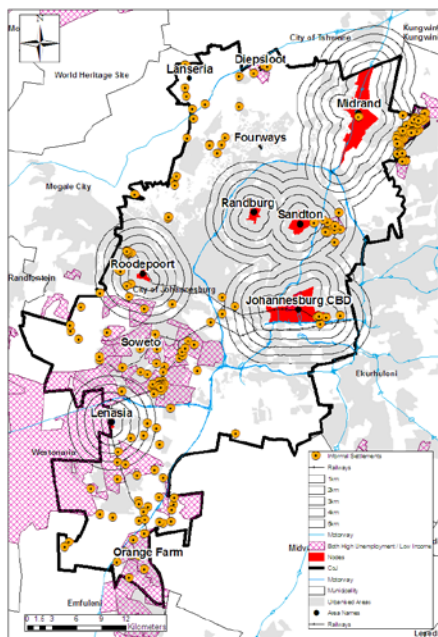 City of Tshwane
Kungwini
Kungwini
Diepsloot
Lanseria
World Heritage Site
Midrand
Fourways
Mogale City
Randburg
Sandton
Roodepoort
Randfontein
City of Johannesburg
Johannesburg CBD
Soweto
Ekurhuleni
Lenasia
Westonaria
Orange Farm
Emfuleni
Informal Settlements
Railways
1km
2km
3km
4km
5km
Motorway
Both High Unemployment / Low Income
Nodes
CoJ
Motorway
Municipality
Urbanised Areas
Area Names
Railways
Kilometers